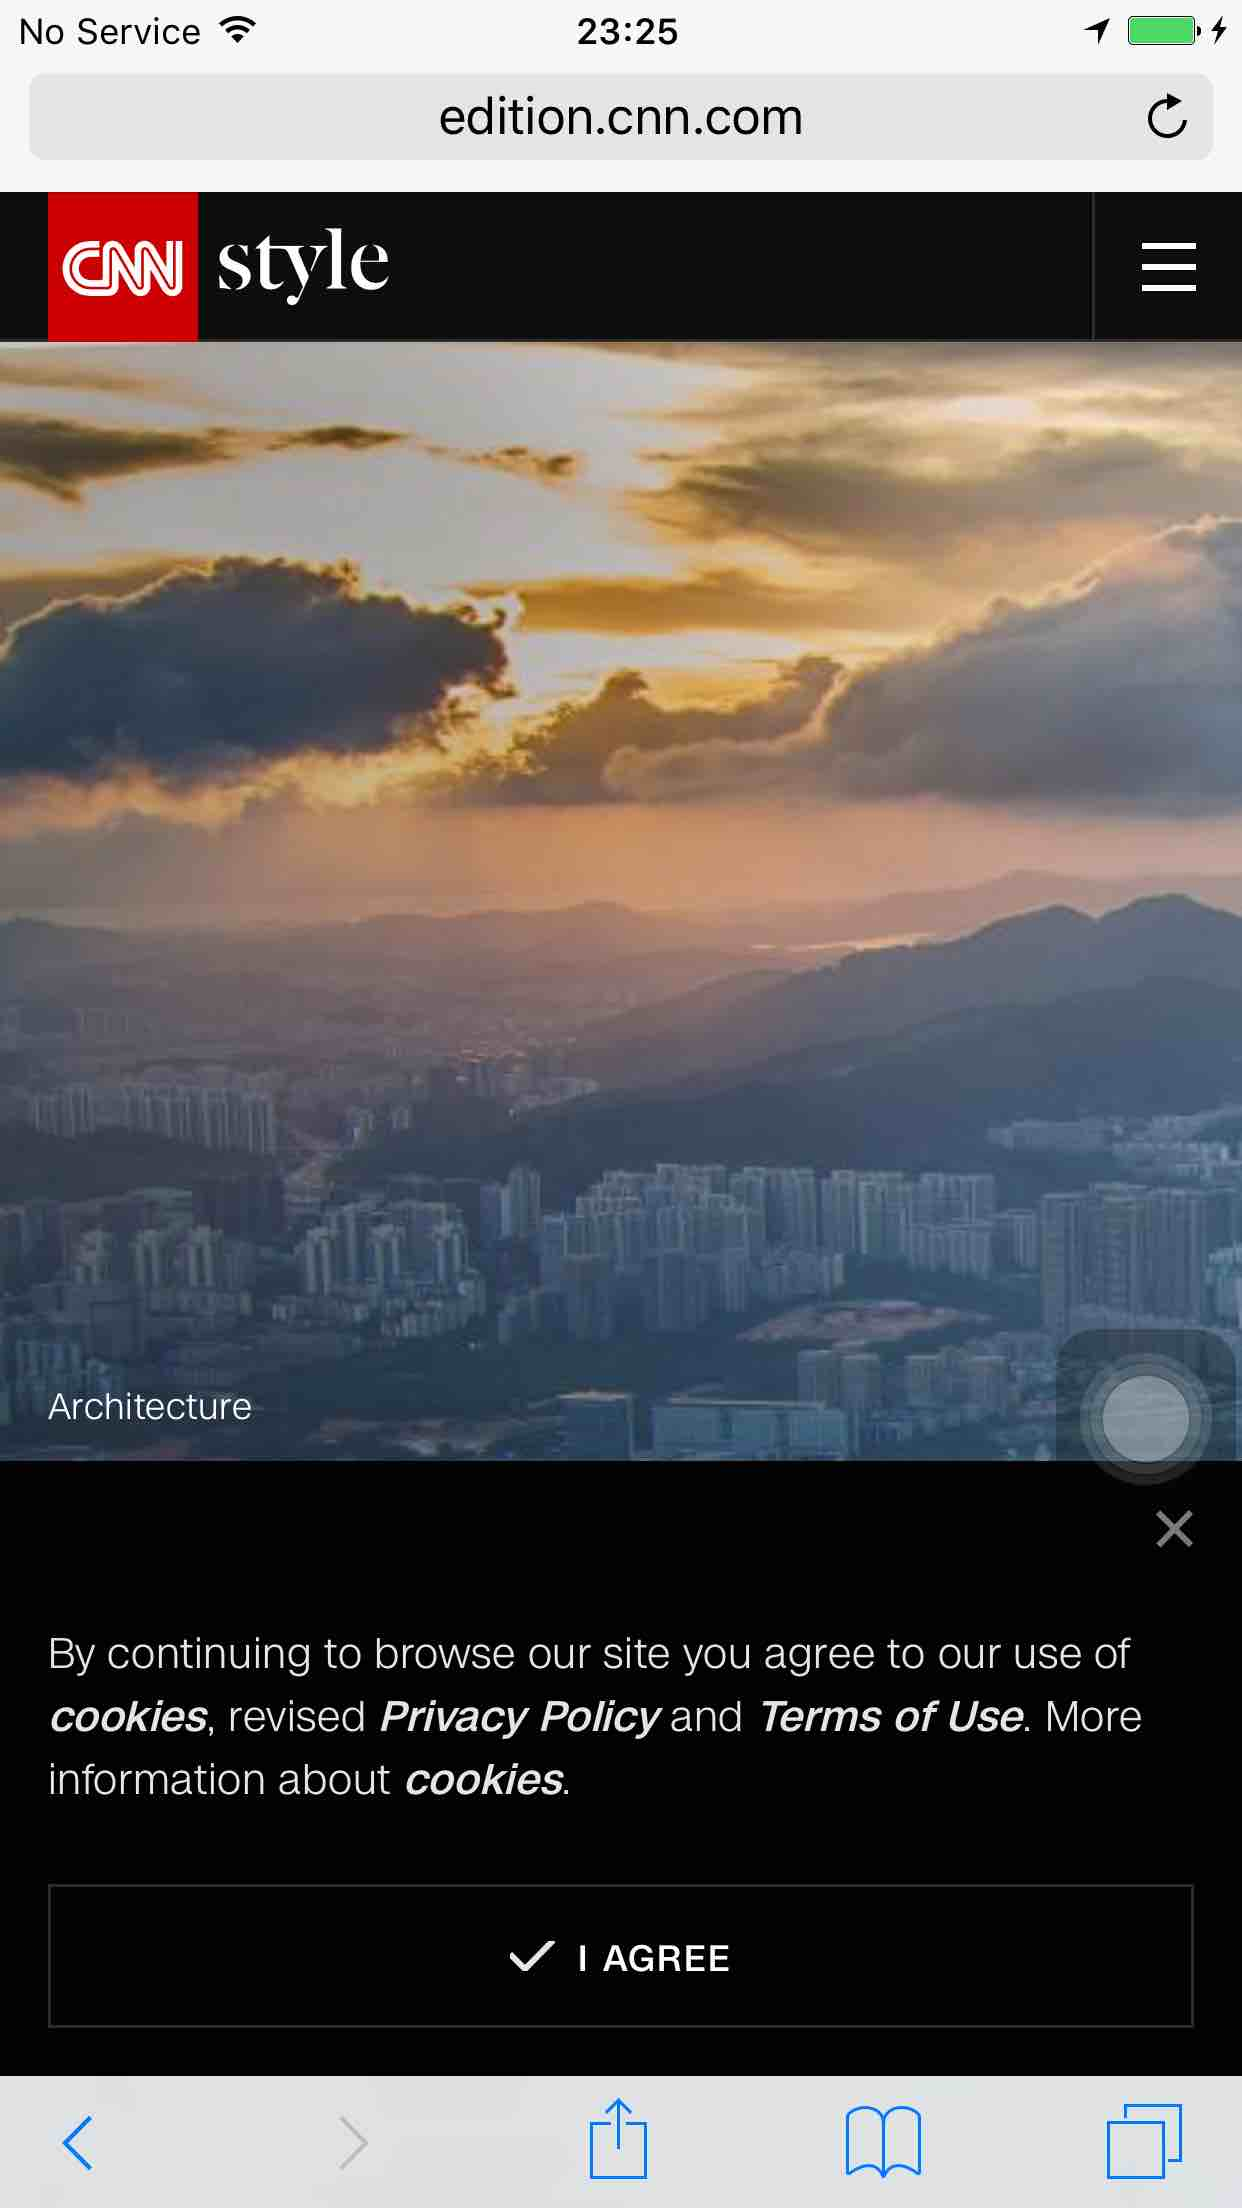 No Service
23:25
edition.cnn.com
CNN style
Architecture
By continuing to browse our site you agree to our use of
cookies, revised Privacy Policy and Terms of Use. More
information about cookies.
I AGREE